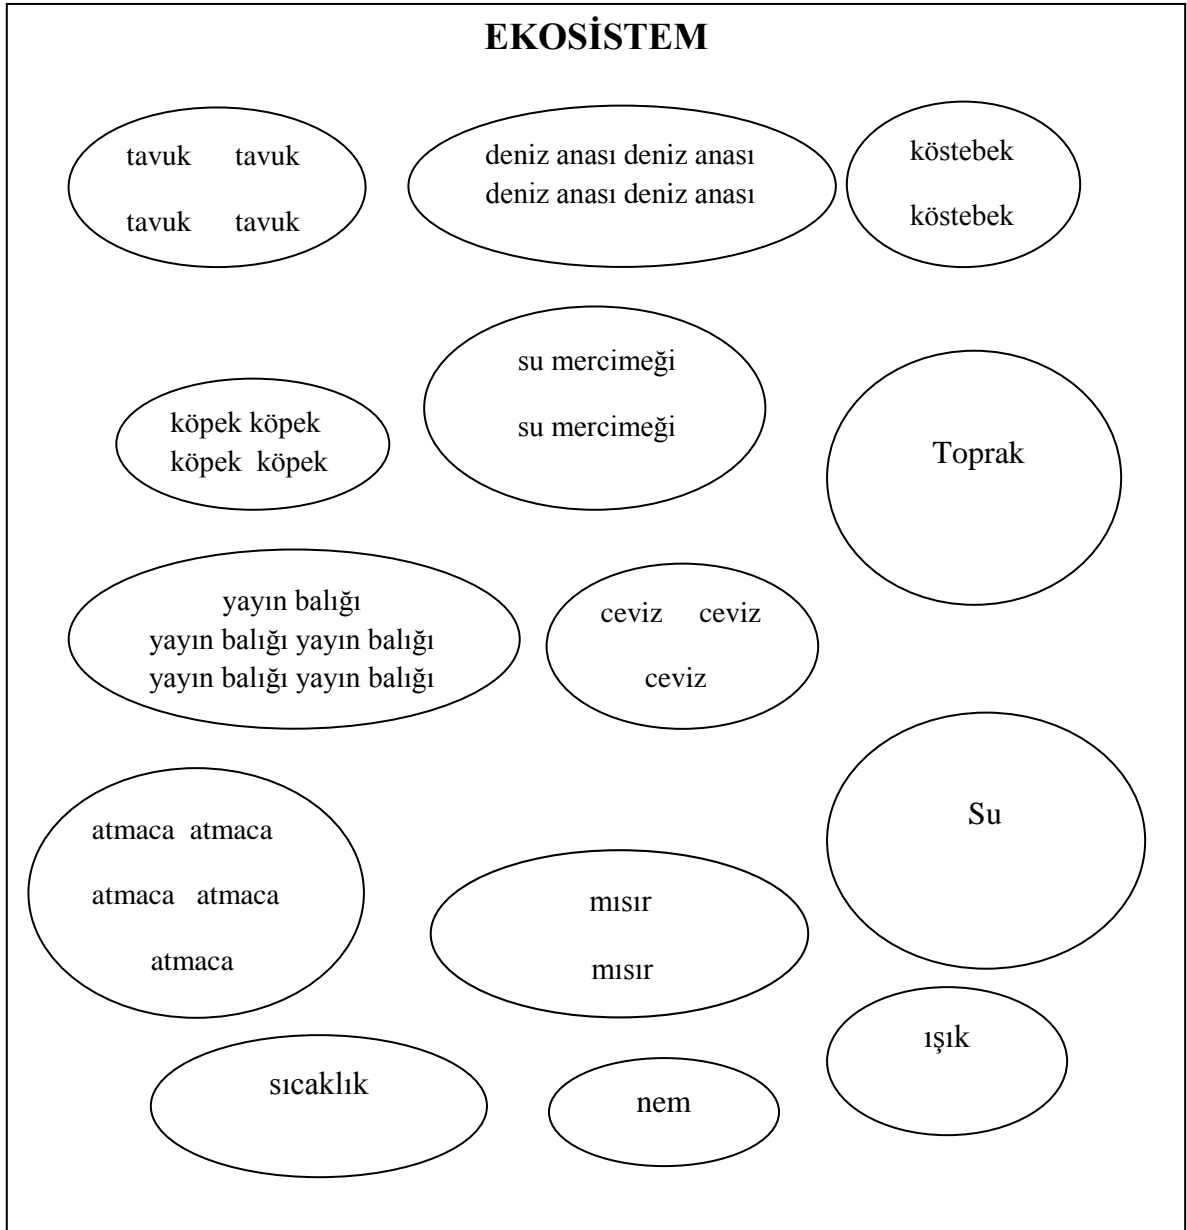 EKOSİSTEM
tavuk tavuk
tavuk tavuk
deniz anası deniz anası
deniz anası deniz anası
köstebek
köstebek
su mercimeği
su mercimeği
köpek köpek
köpek köpek
Toprak
yayın balığı
yayın balığı yayın balığı
yayın balığı yayın balığı
ceviz ceviz
ceviz
Su
atmaca atmaca
atmaca atmaca
atmaca
mısır
mısır
ışık
sıcaklık
nem